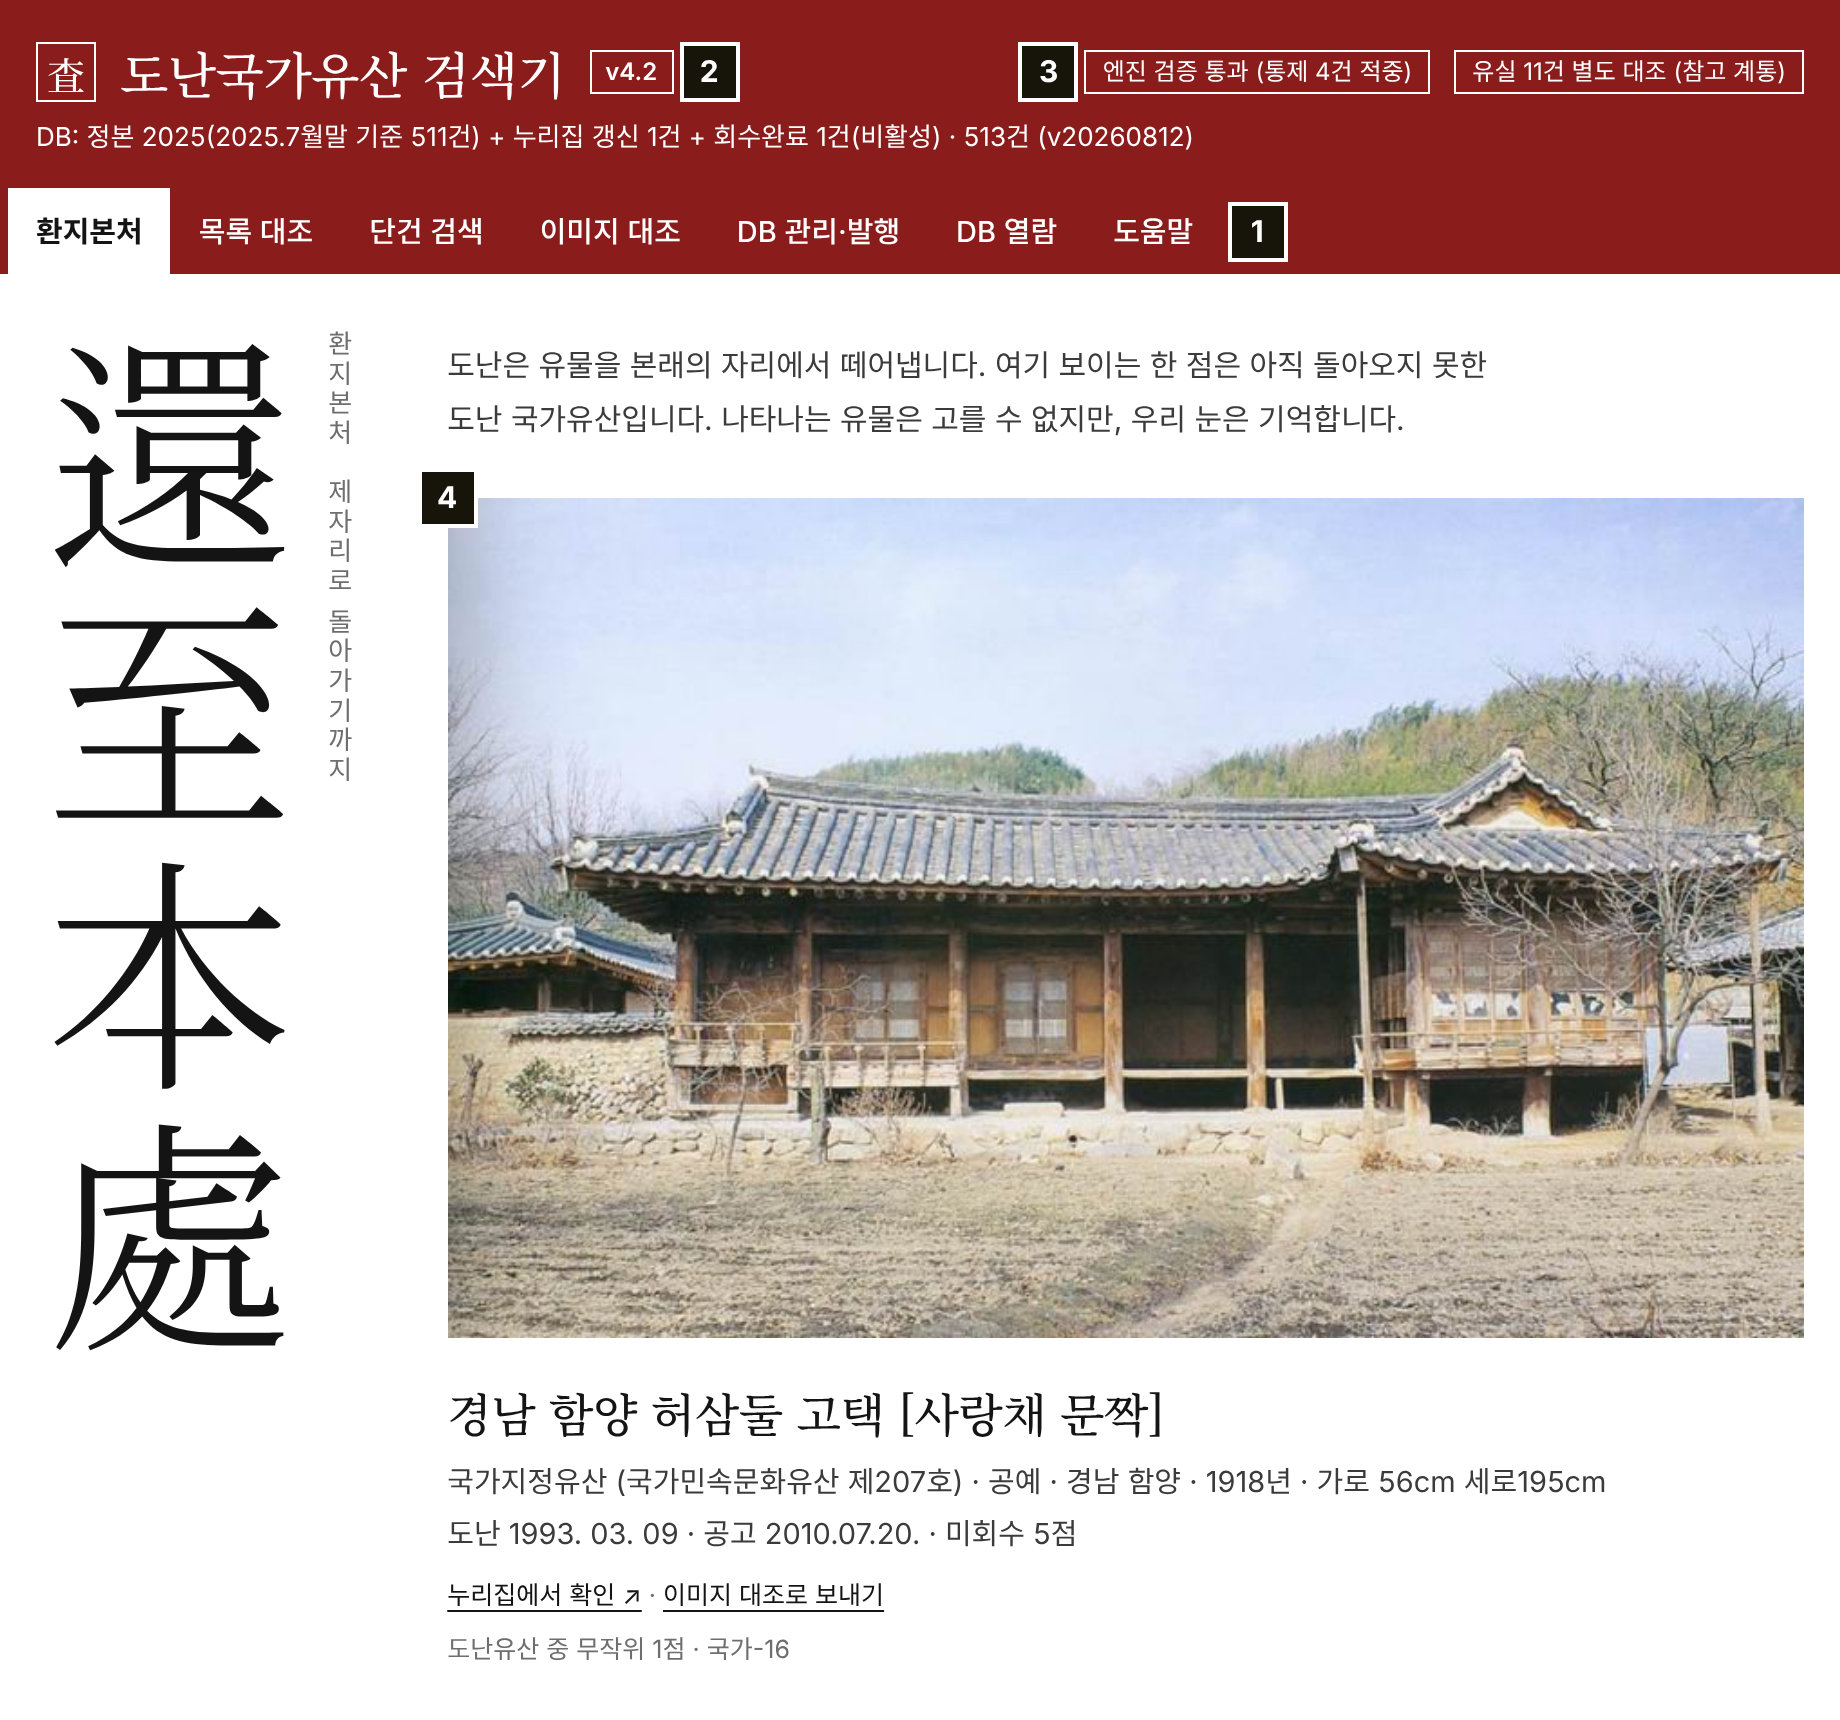 査 도난국가유산 검색기 v4.2 2 3 엔진 검증 통과 (통제 4건 적중) 유실 11건 별도 대조 (참고 계통)
DB: 정본 2025(2025.7월말 기준 511건) + 누리집 갱신 1건 + 회수완료 1건(비활성) · 513건 (v20260812)
환지본처 목록 대조 단건 검색 이미지 대조 DB 관리·발행 DB 열람 도움말 1
還至本處
환지본처 제자리로 돌아가기까지
도난은 유물을 본래의 자리에서 떼어냅니다. 여기 보이는 한 점은 아직 돌아오지 못한
도난 국가유산입니다. 나타나는 유물은 고를 수 없지만, 우리 눈은 기억합니다.
4
경남 함양 허삼둘 고택 [사랑채 문짝]
국가지정유산 (국가민속문화유산 제207호) · 공예 · 경남 함양 · 1918년 · 가로 56cm 세로195cm
도난 1993. 03. 09 · 공고 2010.07.20. · 미회수 5점
누리집에서 확인 ↗ · 이미지 대조로 보내기
도난유산 중 무작위 1점 · 국가-16